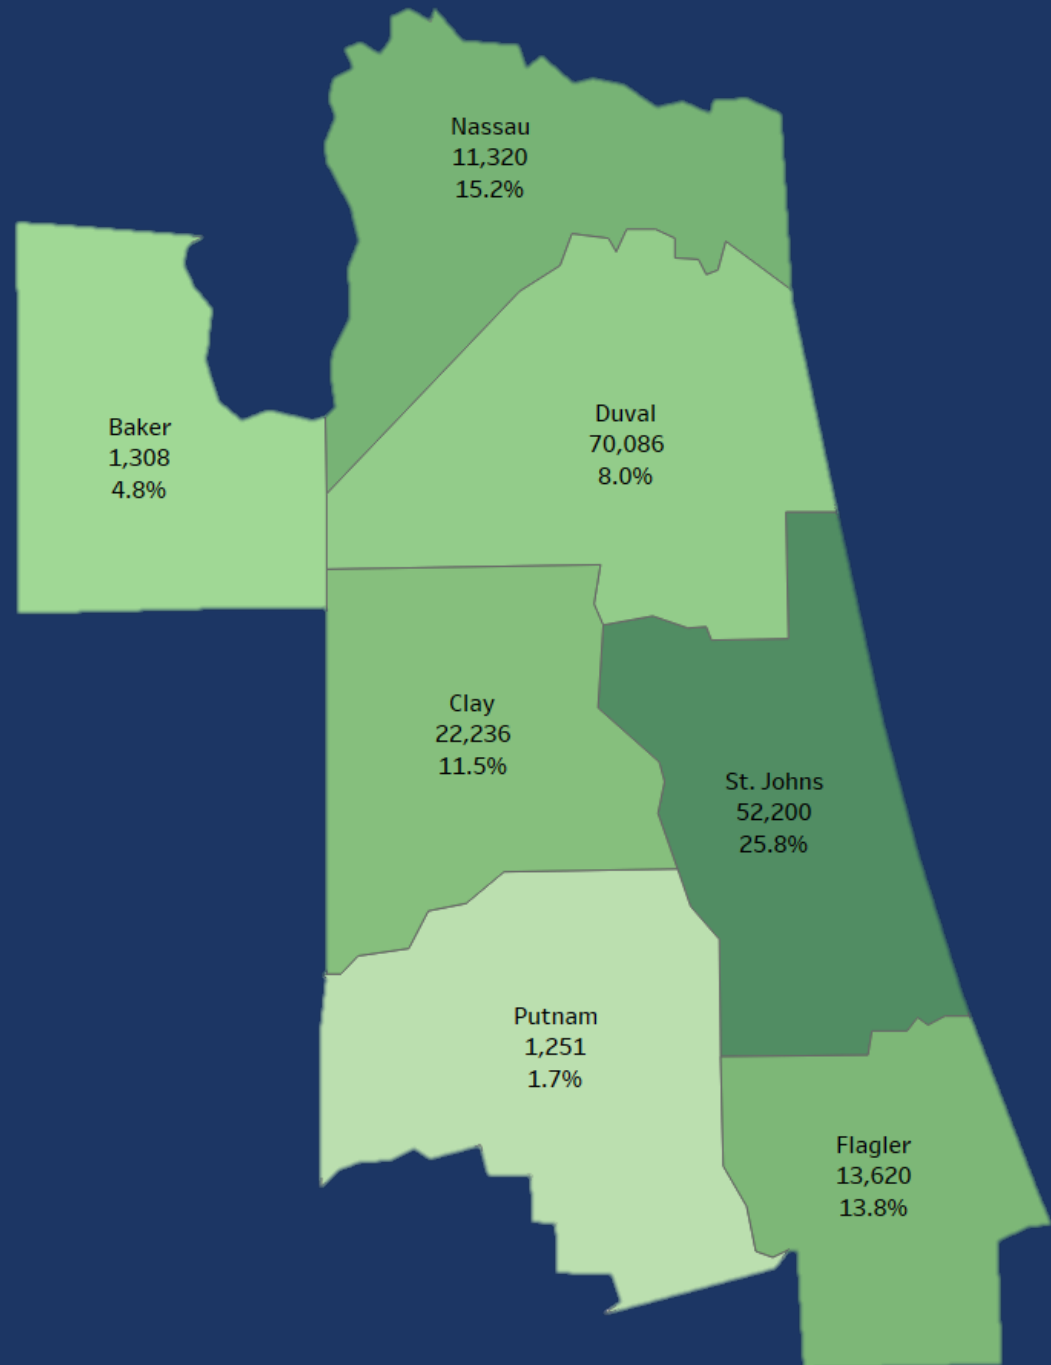 Nassau
11,320
15.2%
Baker
1,308
4.8%
Duval
70,086
8.0%
Clay
22,236
11.5%
St. Johns
52,200
25.8%
Putnam
1,251
1.7%
Flagler
13,620
13.8%